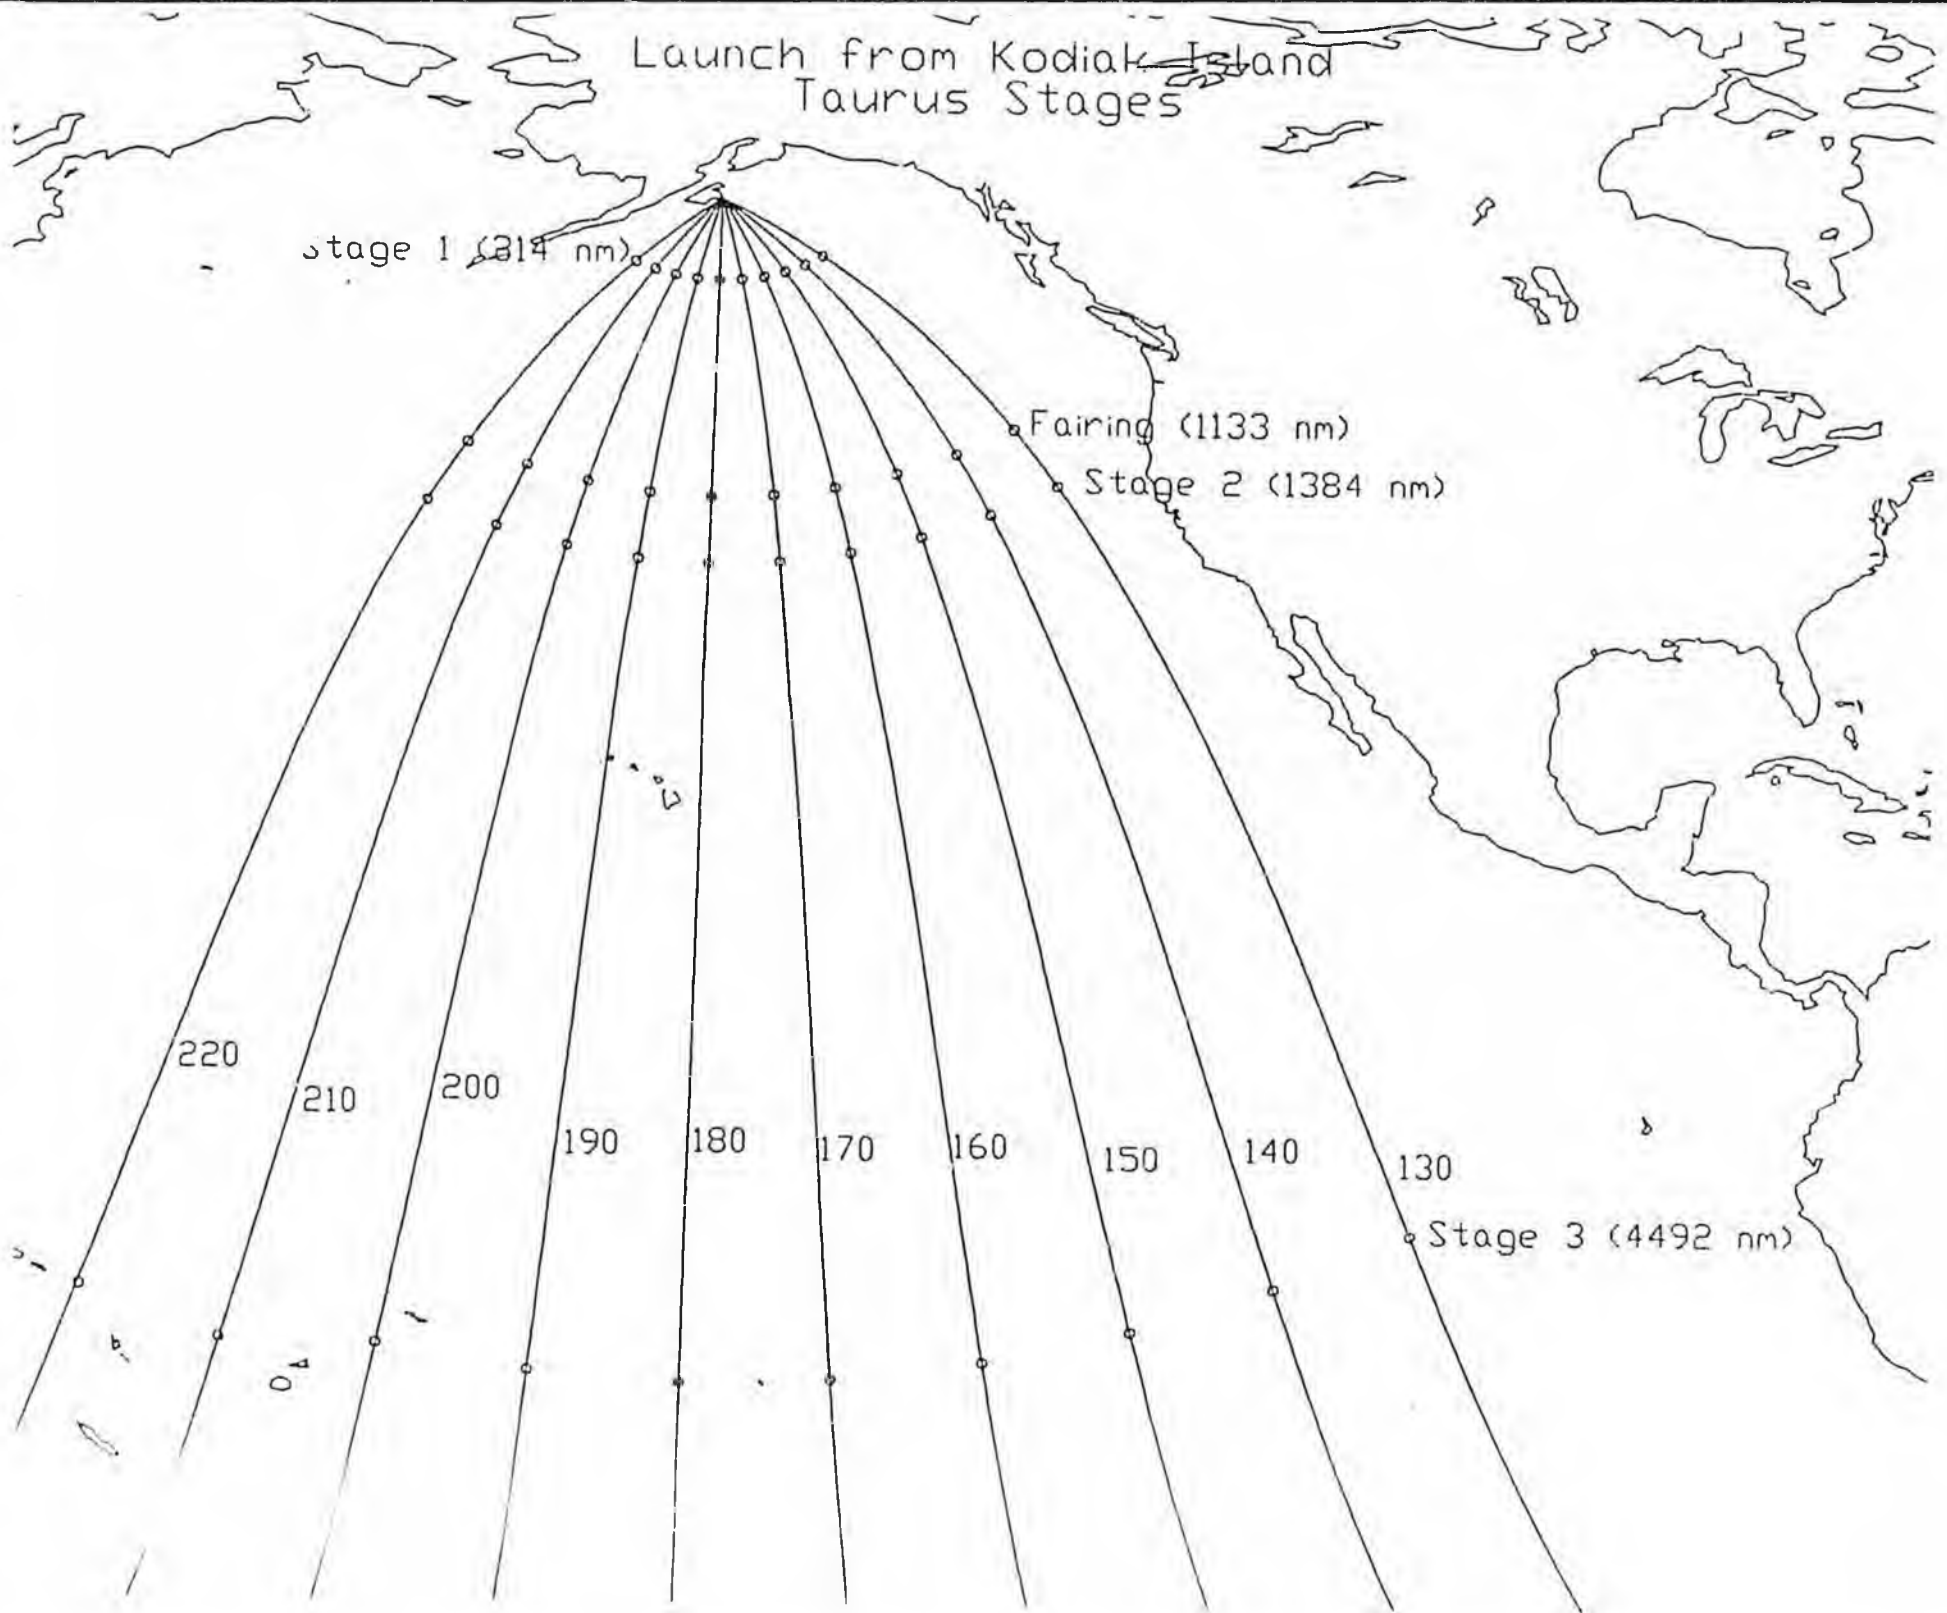 Launch from Kodiak Island
Taurus Stages
Stage 1 (314 nm)
Fairing (1133 nm)
Stage 2 (1384 nm)
220
210
200
190
180
170
160
150
140
130
Stage 3 (4492 nm)